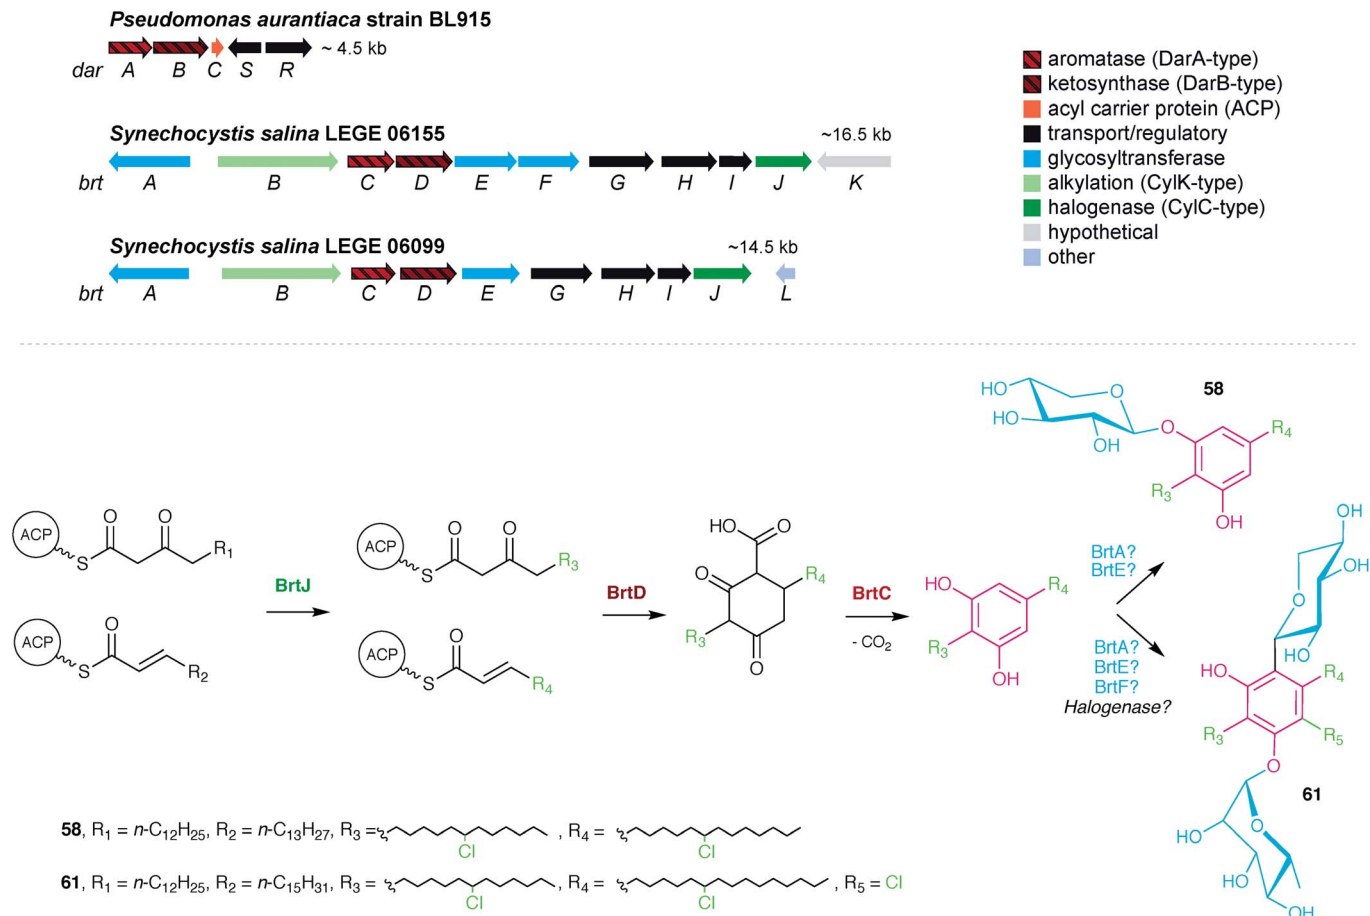 Pseudomonas aurantiaca strain BL915
~ 4.5 kb
dar A B C S R
Synechocystis salina LEGE 06155
~16.5 kb
brt A B C D E F G H I J K
Synechocystis salina LEGE 06099
~14.5 kb
brt A B C D E G H I J L
aromatase (DarA-type)
ketosynthase (DarB-type)
acyl carrier protein (ACP)
transport/regulatory
glycosyltransferase
alkylation (CylK-type)
halogenase (CylC-type)
hypothetical
other
ACP S O O R₁
ACP S O R₂
BrtJ
ACP S O O R₃
ACP S O R₄
BrtD
HO O
O R₄
R₃
O
BrtC
- CO₂
HO R₄
R₃
OH
BrtA?
BrtE?
BrtA?
BrtE?
BrtF?
Halogenase?
58
HO O
HO
OH O R₄
R₃
OH
OH
OH
O
HO
HO R₄
R₃ R₅
O
61
O
HO
HO
OH
58, R₁ = n-C₁₂H₂₅, R₂ = n-C₁₃H₂₇, R₃ = Cl , R₄ = Cl
61, R₁ = n-C₁₂H₂₅, R₂ = n-C₁₅H₃₁, R₃ = Cl , R₄ = Cl , R₅ = Cl